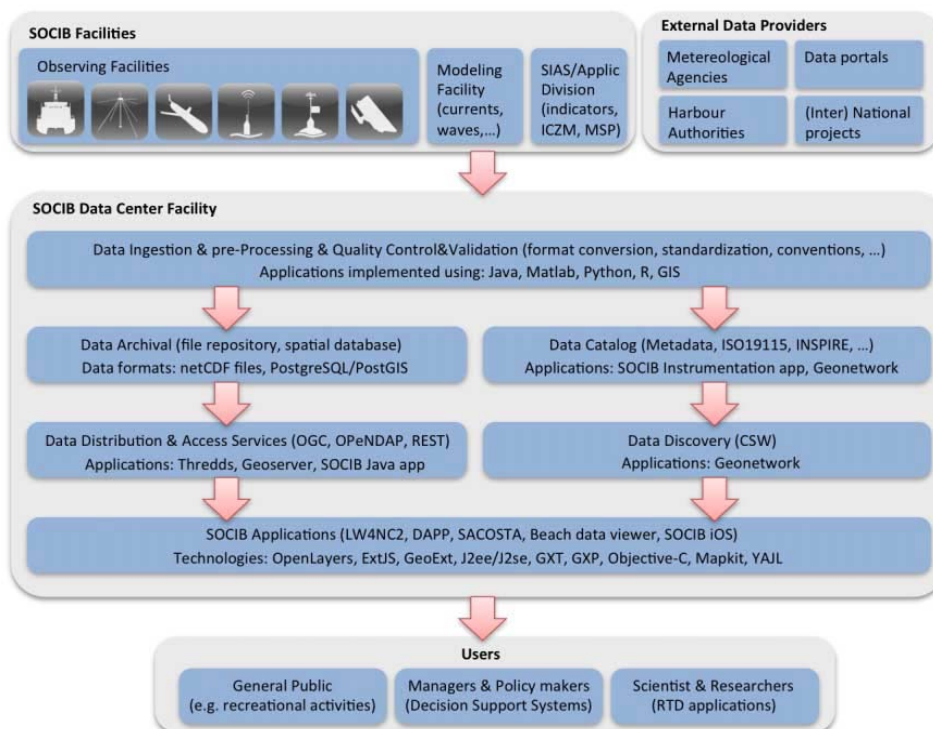 SOCIB Facilities
Observing Facilities
Modeling
Facility
(currents,
waves,...)
SIAS/Applic
Division
(indicators,
ICZM, MSP)
External Data Providers
Metereological
Agencies
Data portals
Harbour
Authorities
(Inter) National
projects
SOCIB Data Center Facility
Data Ingestion & pre-Processing & Quality Control&Validation (format conversion, standardization, conventions, ...)
Applications implemented using: Java, Matlab, Python, R, GIS
Data Archival (file repository, spatial database)
Data formats: netCDF files, PostgreSQL/PostGIS
Data Catalog (Metadata, ISO19115, INSPIRE, ...)
Applications: SOCIB Instrumentation app, Geonetwork
Data Distribution & Access Services (OGC, OPeNDAP, REST)
Applications: Thredds, Geoserver, SOCIB Java app
Data Discovery (CSW)
Applications: Geonetwork
SOCIB Applications (LW4NC2, DAPP, SACOSTA, Beach data viewer, SOCIB iOS)
Technologies: OpenLayers, ExtJS, GeoExt, J2ee/J2se, GXT, GXP, Objective-C, Mapkit, YAJL
Users
General Public
(e.g. recreational activities)
Managers & Policy makers
(Decision Support Systems)
Scientist & Researchers
(RTD applications)